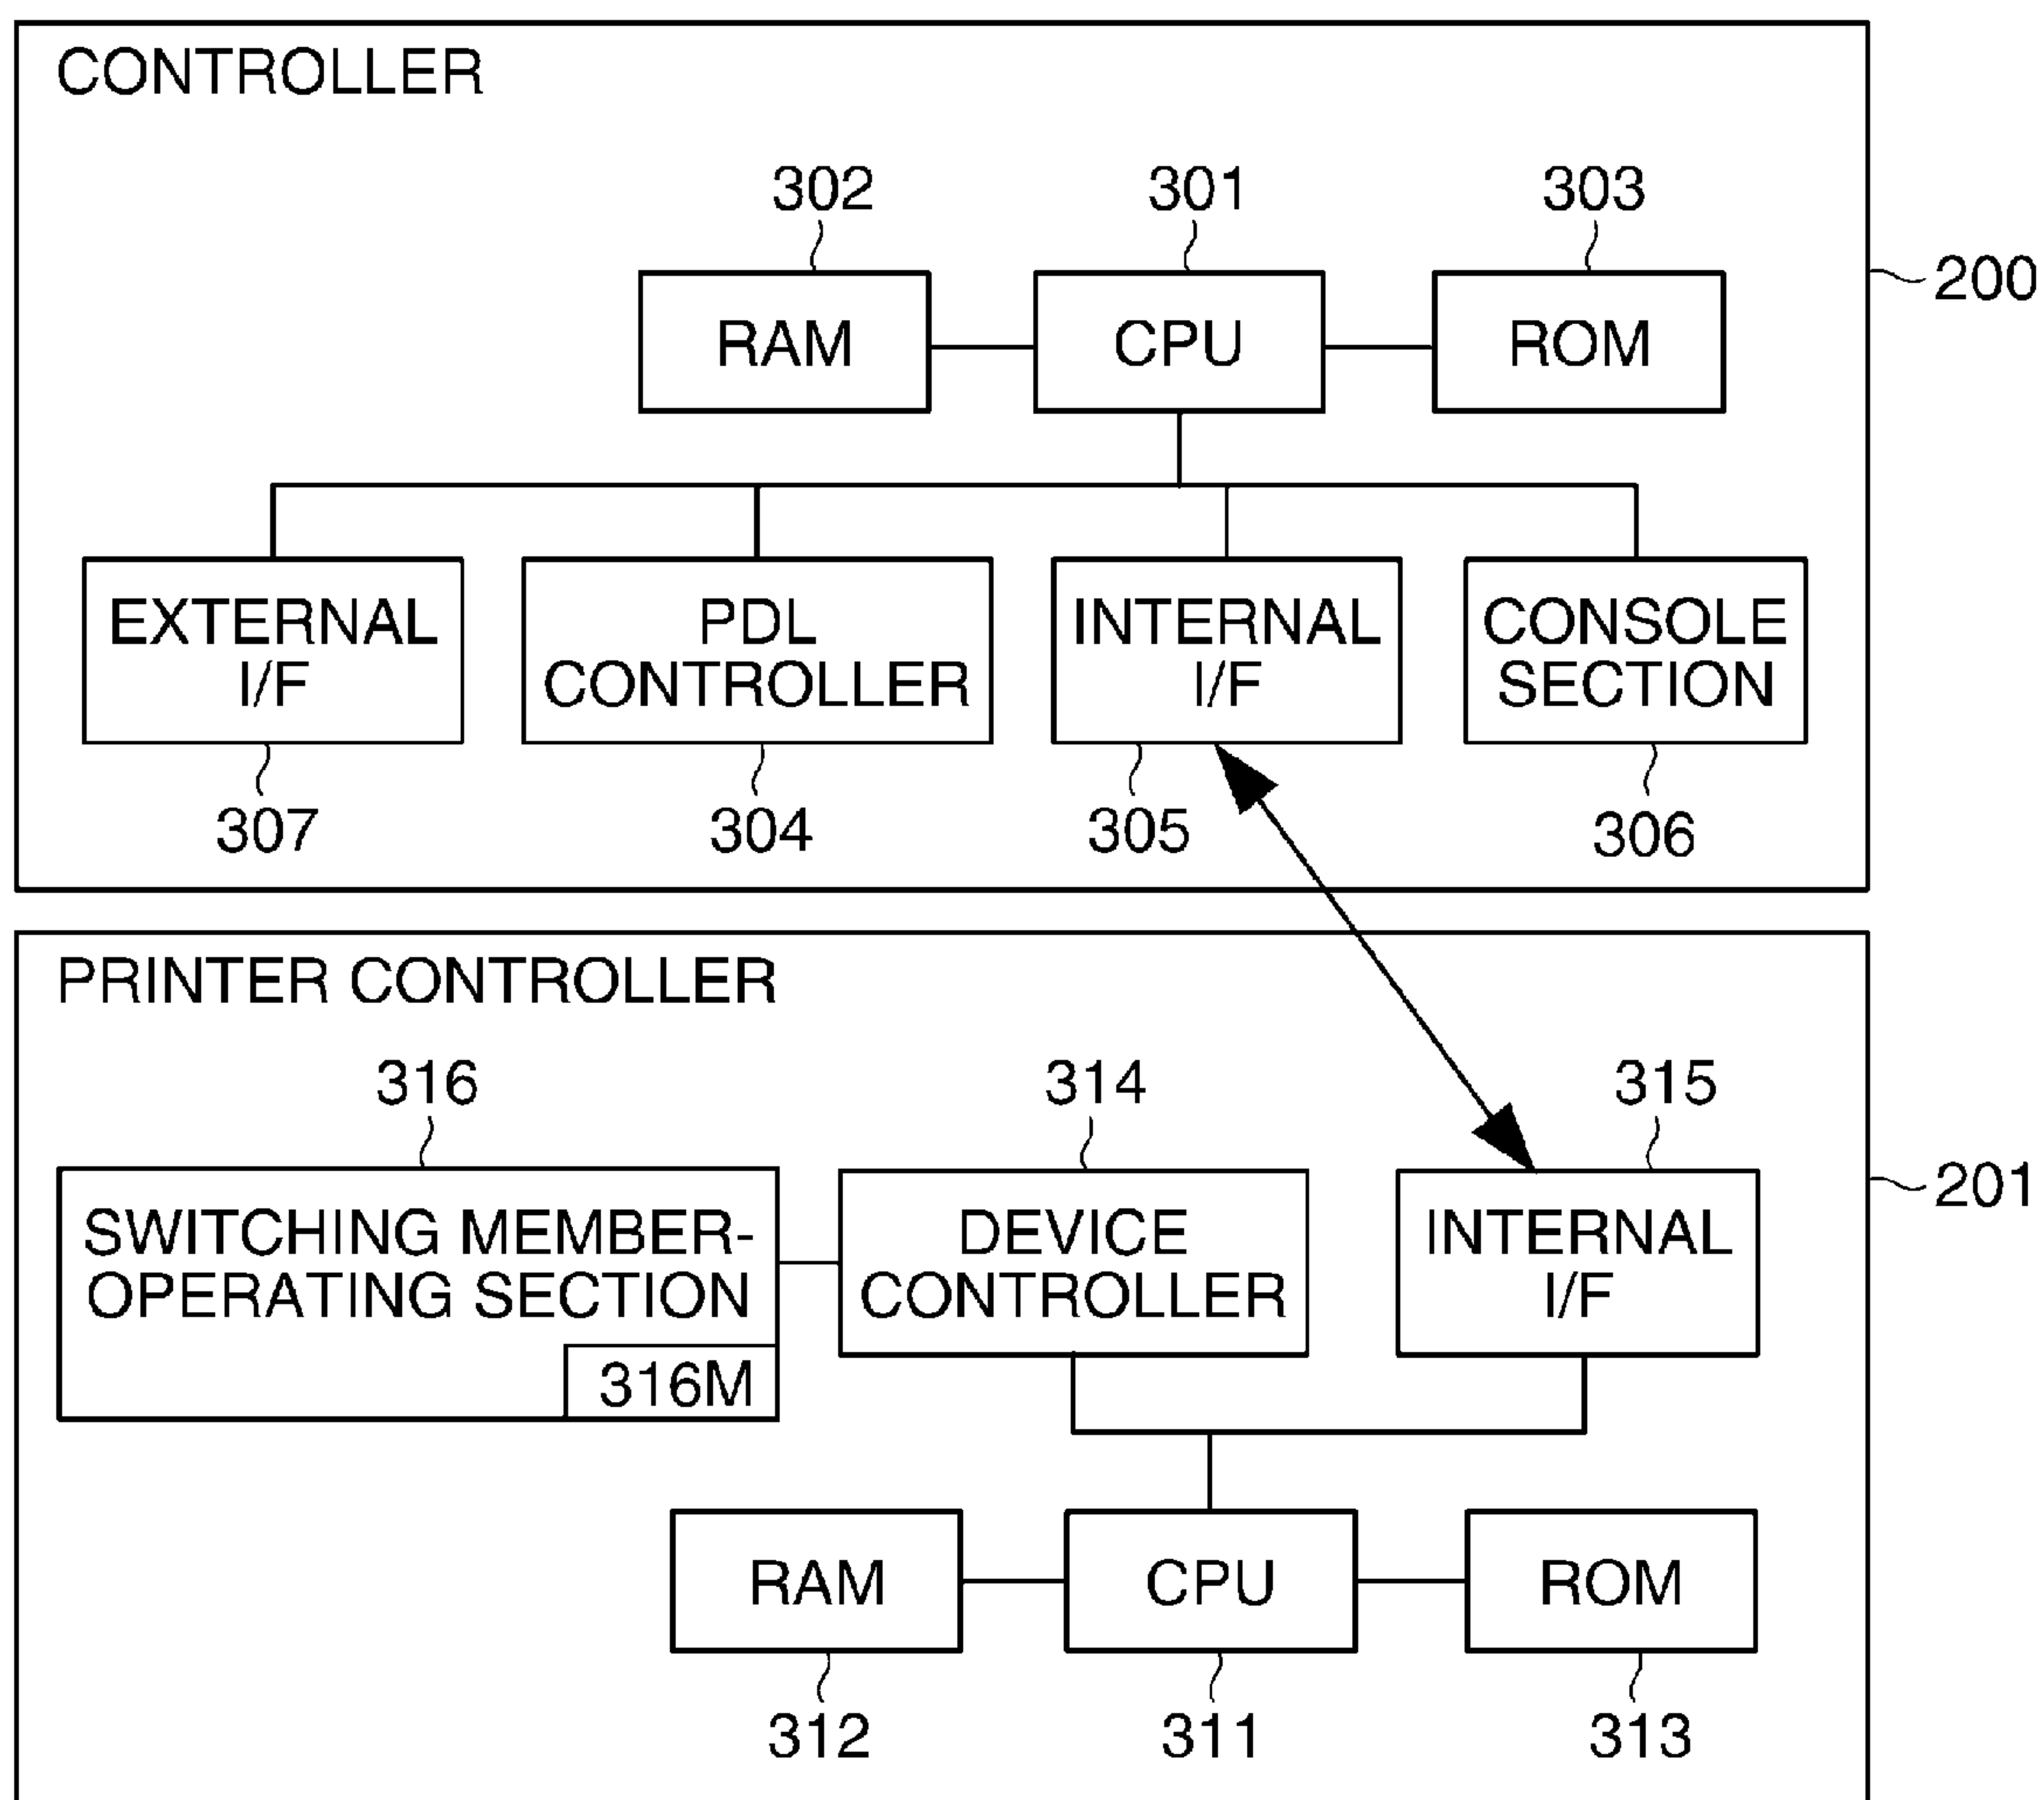 CONTROLLER
302
301
303
200
RAM
CPU
ROM
EXTERNAL
I/F
PDL
CONTROLLER
INTERNAL
I/F
CONSOLE
SECTION
307
304
305
306
PRINTER CONTROLLER
316
314
315
201
SWITCHING MEMBER-
OPERATING SECTION
316M
DEVICE
CONTROLLER
INTERNAL
I/F
RAM
CPU
ROM
312
311
313